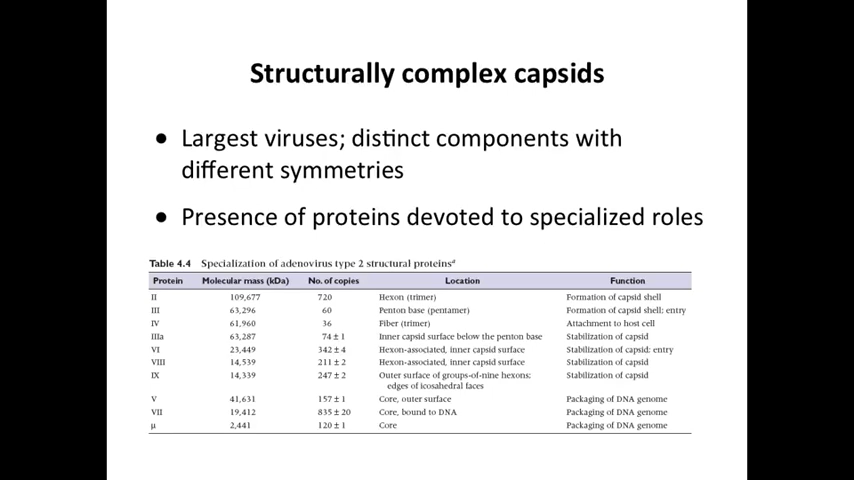 Structurally complex capsids
● Largest viruses; distinct components with
different symmetries
● Presence of proteins devoted to specialized roles
Table 4.4 Specialization of adenovirus type 2 structural proteinsᵃ
Protein Molecular mass (kDa) No. of copies Location Function
II 109,677 720 Hexon (trimer) Formation of capsid shell
III 63,296 60 Penton base (pentamer) Formation of capsid shell; entry
IV 61,960 36 Fiber (trimer) Attachment to host cell
IIIa 63,287 74 ± 1 Inner capsid surface below the penton base Stabilization of capsid
VI 23,449 342 ± 4 Hexon-associated, inner capsid surface Stabilization of capsid; entry
VIII 14,539 211 ± 2 Hexon-associated, inner capsid surface Stabilization of capsid
IX 14,339 247 ± 2 Outer surface of groups-of-nine hexons; Stabilization of capsid
edges of icosahedral faces
V 41,631 157 ± 1 Core, outer surface Packaging of DNA genome
VII 19,412 835 ± 20 Core, bound to DNA Packaging of DNA genome
μ 2,441 120 ± 1 Core Packaging of DNA genome